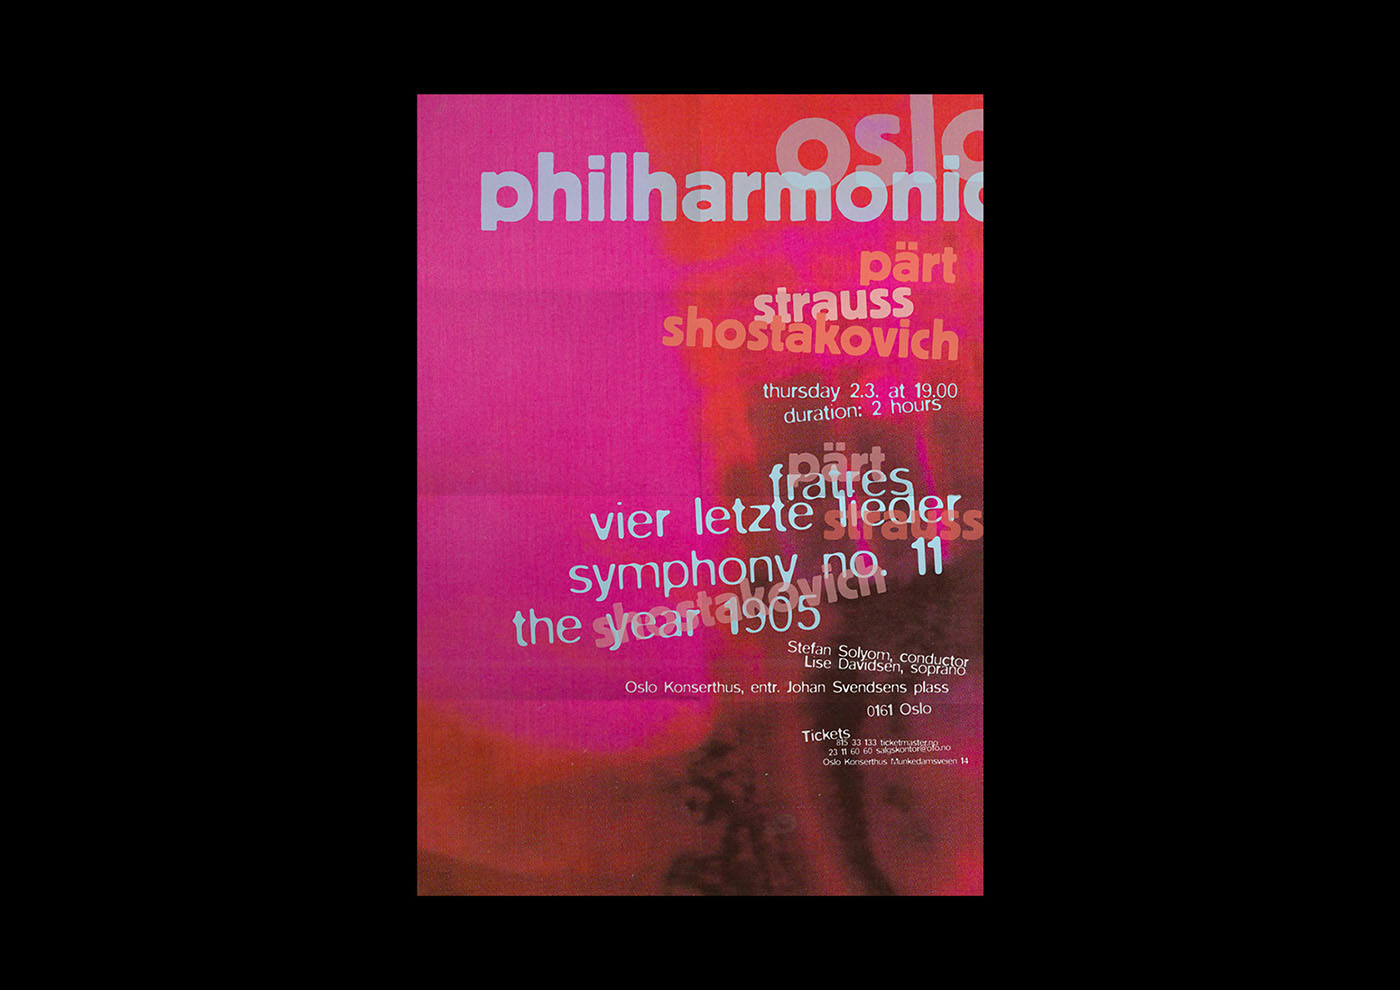 oslo
philharmonic
pärt
strauss
shostakovich
thursday 2.3. at 19.00
duration: 2 hours
pärt
fratres
vier letzte lieder
strauss
symphony no. 11
shostakovich
the year 1905
Stefan Solyom, conductor
Lise Davidsen, soprano
Oslo Konserthus, entr. Johan Svendsens plass
0161 Oslo
Tickets
815 33 133 ticketmaster.no
23 11 60 60 salgskontor@ofo.no
Oslo Konserthus Munkedamsveien 14